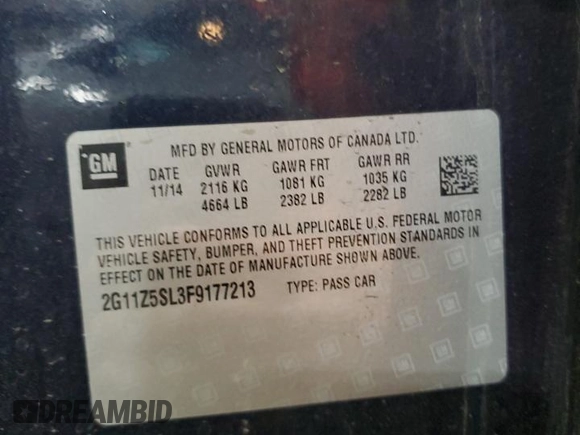 GM
MFD BY GENERAL MOTORS OF CANADA LTD.
DATE GVWR GAWR FRT GAWR RR
11/14 2116 KG 1081 KG 1035 KG
4664 LB 2382 LB 2282 LB
THIS VEHICLE CONFORMS TO ALL APPLICABLE U.S. FEDERAL MOTOR
VEHICLE SAFETY, BUMPER, AND THEFT PREVENTION STANDARDS IN
EFFECT ON THE DATE OF MANUFACTURE SHOWN ABOVE.
2G11Z5SL3F9177213 TYPE: PASS CAR
DREAMBID